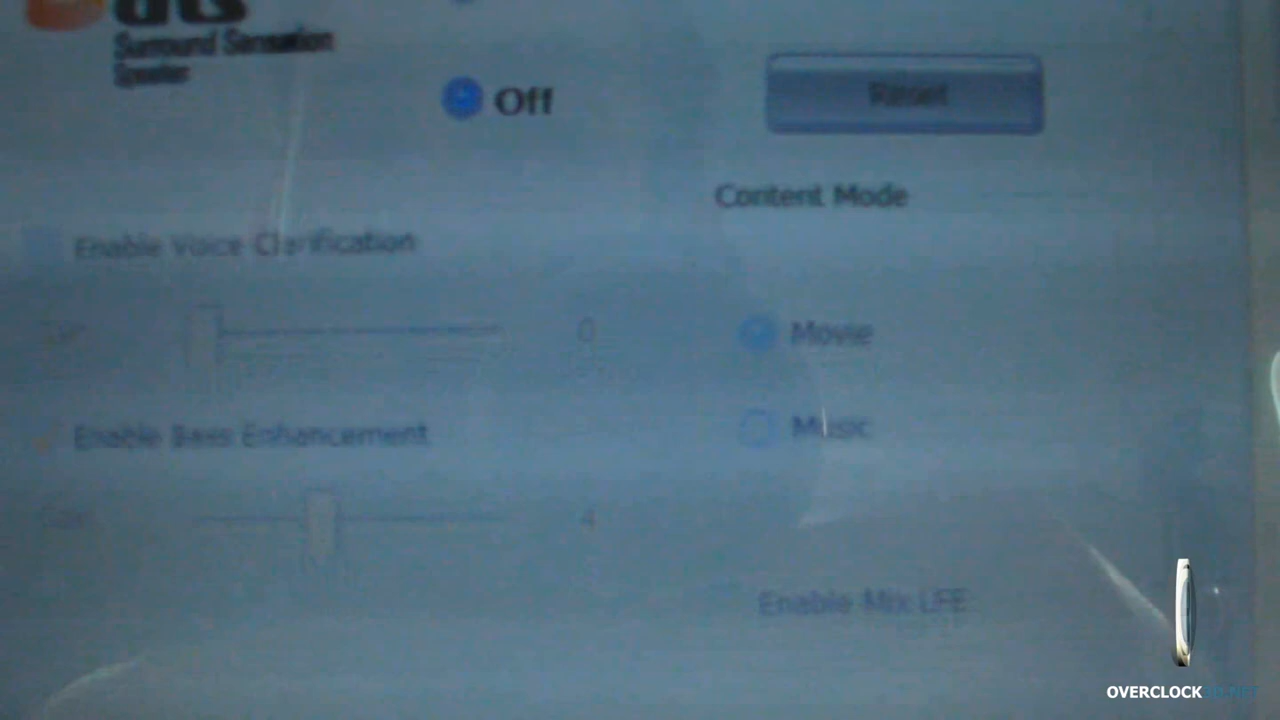 dts
Surround Sensation
Speaker
Off
Reset
Content Mode
Enable Voice Clarification
0
Movie
Enable Bass Enhancement
Music
Gain
4
Enable Mix LFE
OVERCLOCK